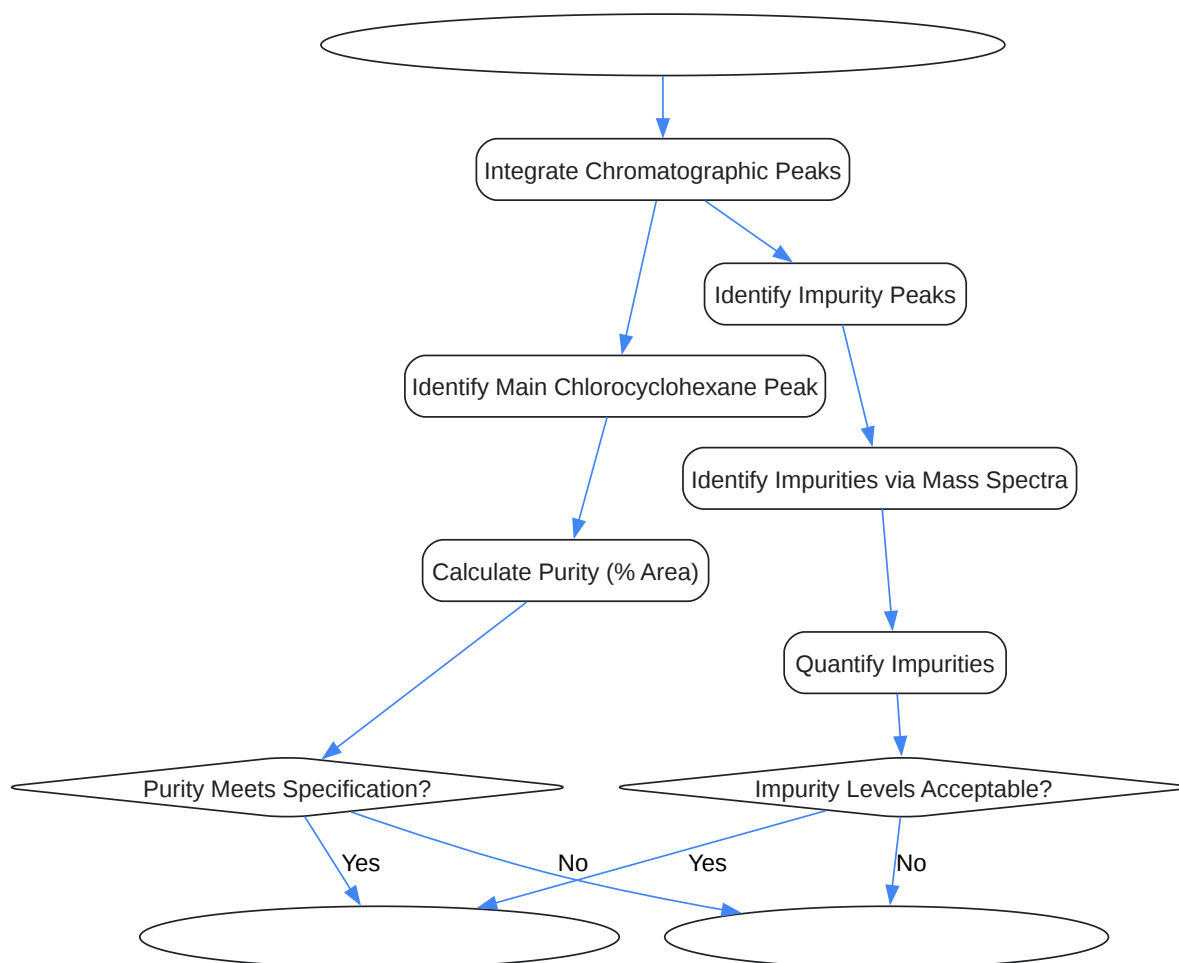 Integrate Chromatographic Peaks
Identify Impurity Peaks
Identify Main Chlorocyclohexane Peak
Identify Impurities via Mass Spectra
Calculate Purity (% Area)
Quantify Impurities
Purity Meets Specification?
Impurity Levels Acceptable?
Yes
No
Yes
No